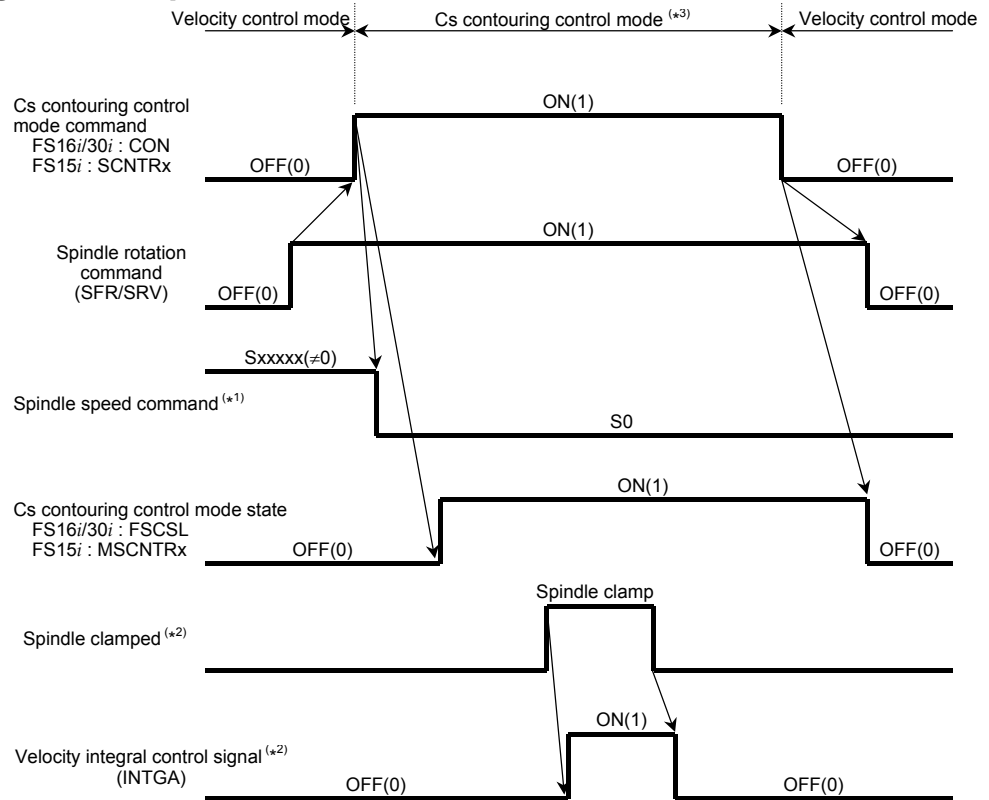 Velocity control mode
Cs contouring control mode (*3)
Velocity control mode
Cs contouring control
mode command
FS16i/30i : CON
FS15i : SCNTRx
OFF(0)
ON(1)
OFF(0)
Spindle rotation
command
(SFR/SRV)
OFF(0)
ON(1)
OFF(0)
Sxxxxx(≠0)
Spindle speed command (*1)
S0
Cs contouring control mode state
FS16i/30i : FSCSL
FS15i : MSCNTRx
OFF(0)
ON(1)
OFF(0)
Spindle clamp
Spindle clamped (*2)
Velocity integral control signal (*2)
(INTGA)
OFF(0)
ON(1)
OFF(0)